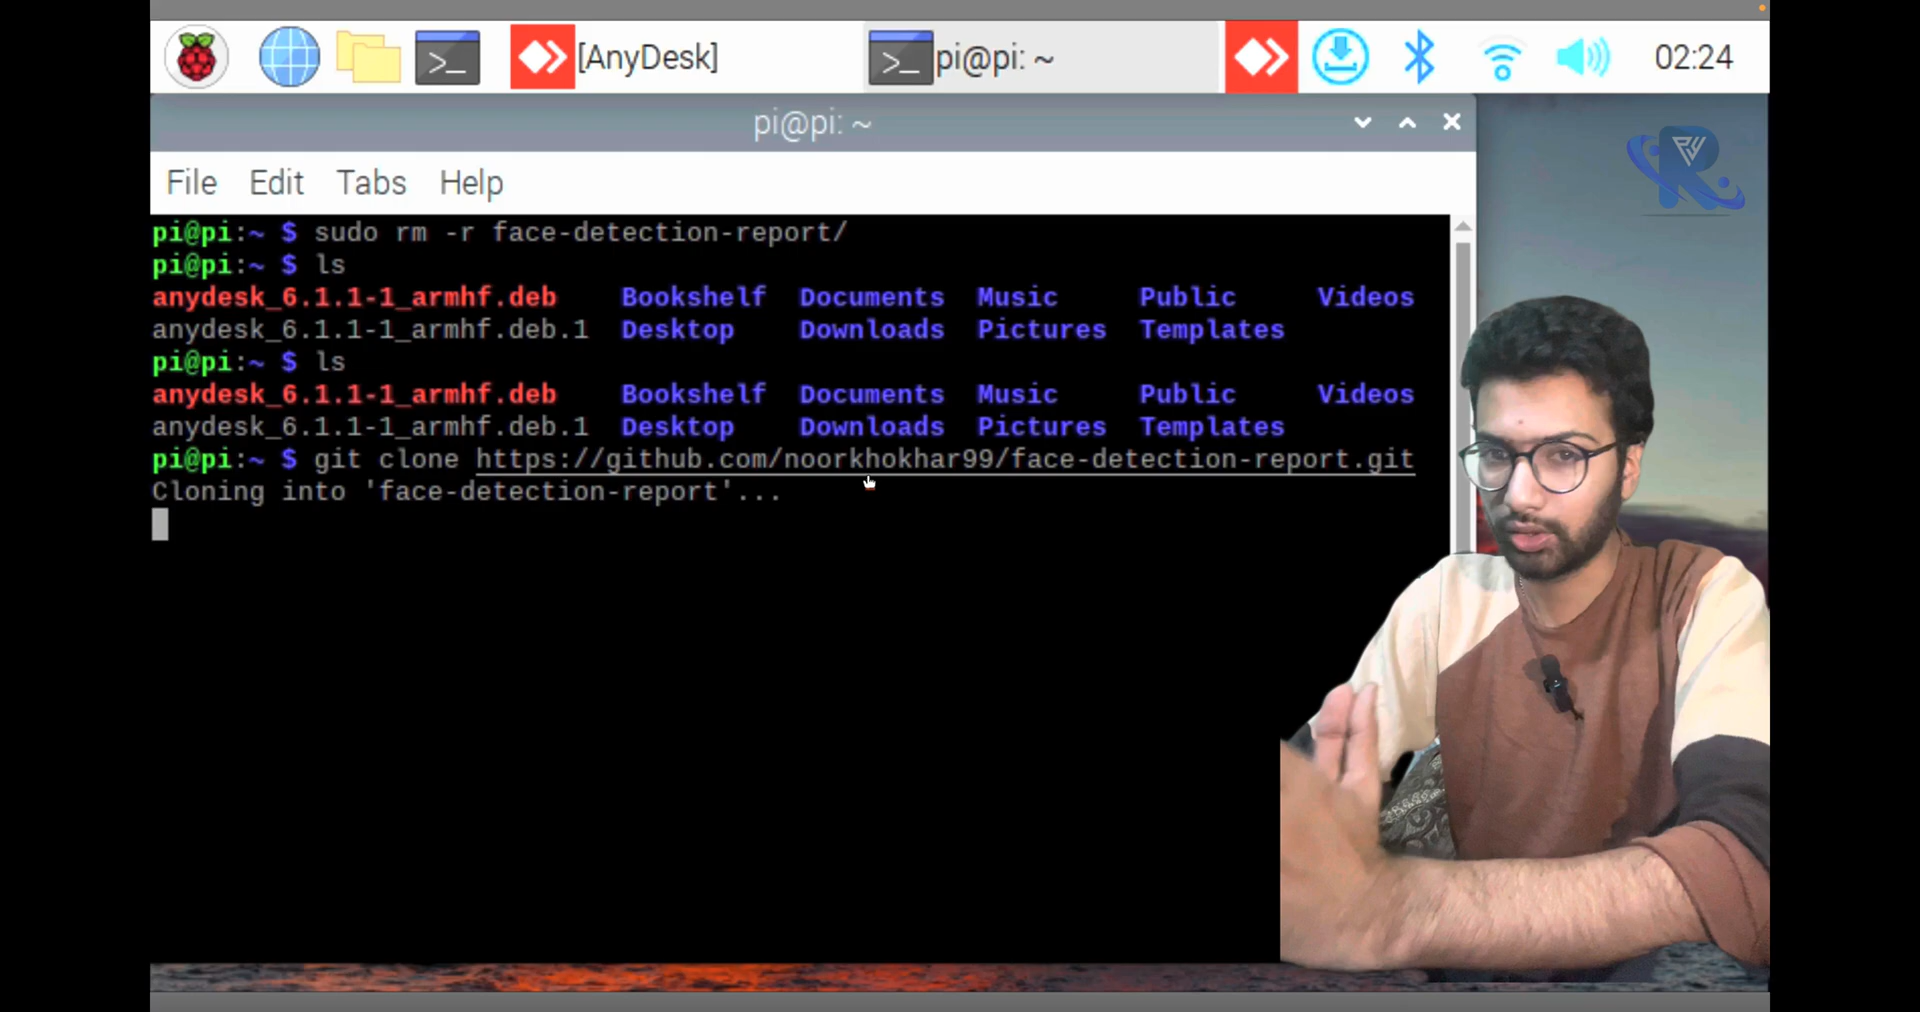 [AnyDesk] pi@pi: ~ 02:24
pi@pi: ~
File Edit Tabs Help
pi@pi:~ $ sudo rm -r face-detection-report/
pi@pi:~ $ ls
anydesk_6.1.1-1_armhf.deb Bookshelf Documents Music Public Videos
anydesk_6.1.1-1_armhf.deb.1 Desktop Downloads Pictures Templates
pi@pi:~ $ ls
anydesk_6.1.1-1_armhf.deb Bookshelf Documents Music Public Videos
anydesk_6.1.1-1_armhf.deb.1 Desktop Downloads Pictures Templates
pi@pi:~ $ git clone https://github.com/noorkhokhar99/face-detection-report.git
Cloning into 'face-detection-report'...